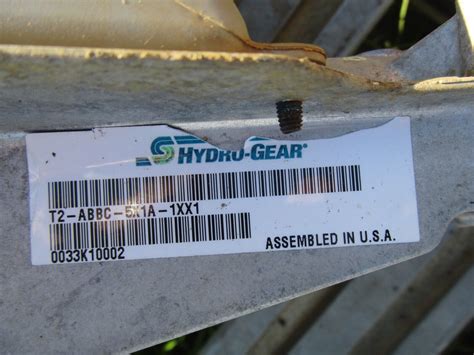 HYDRO-GEAR®
T2-ABBC-5X1A-1XX1
0033K10002
ASSEMBLED IN U.S.A.